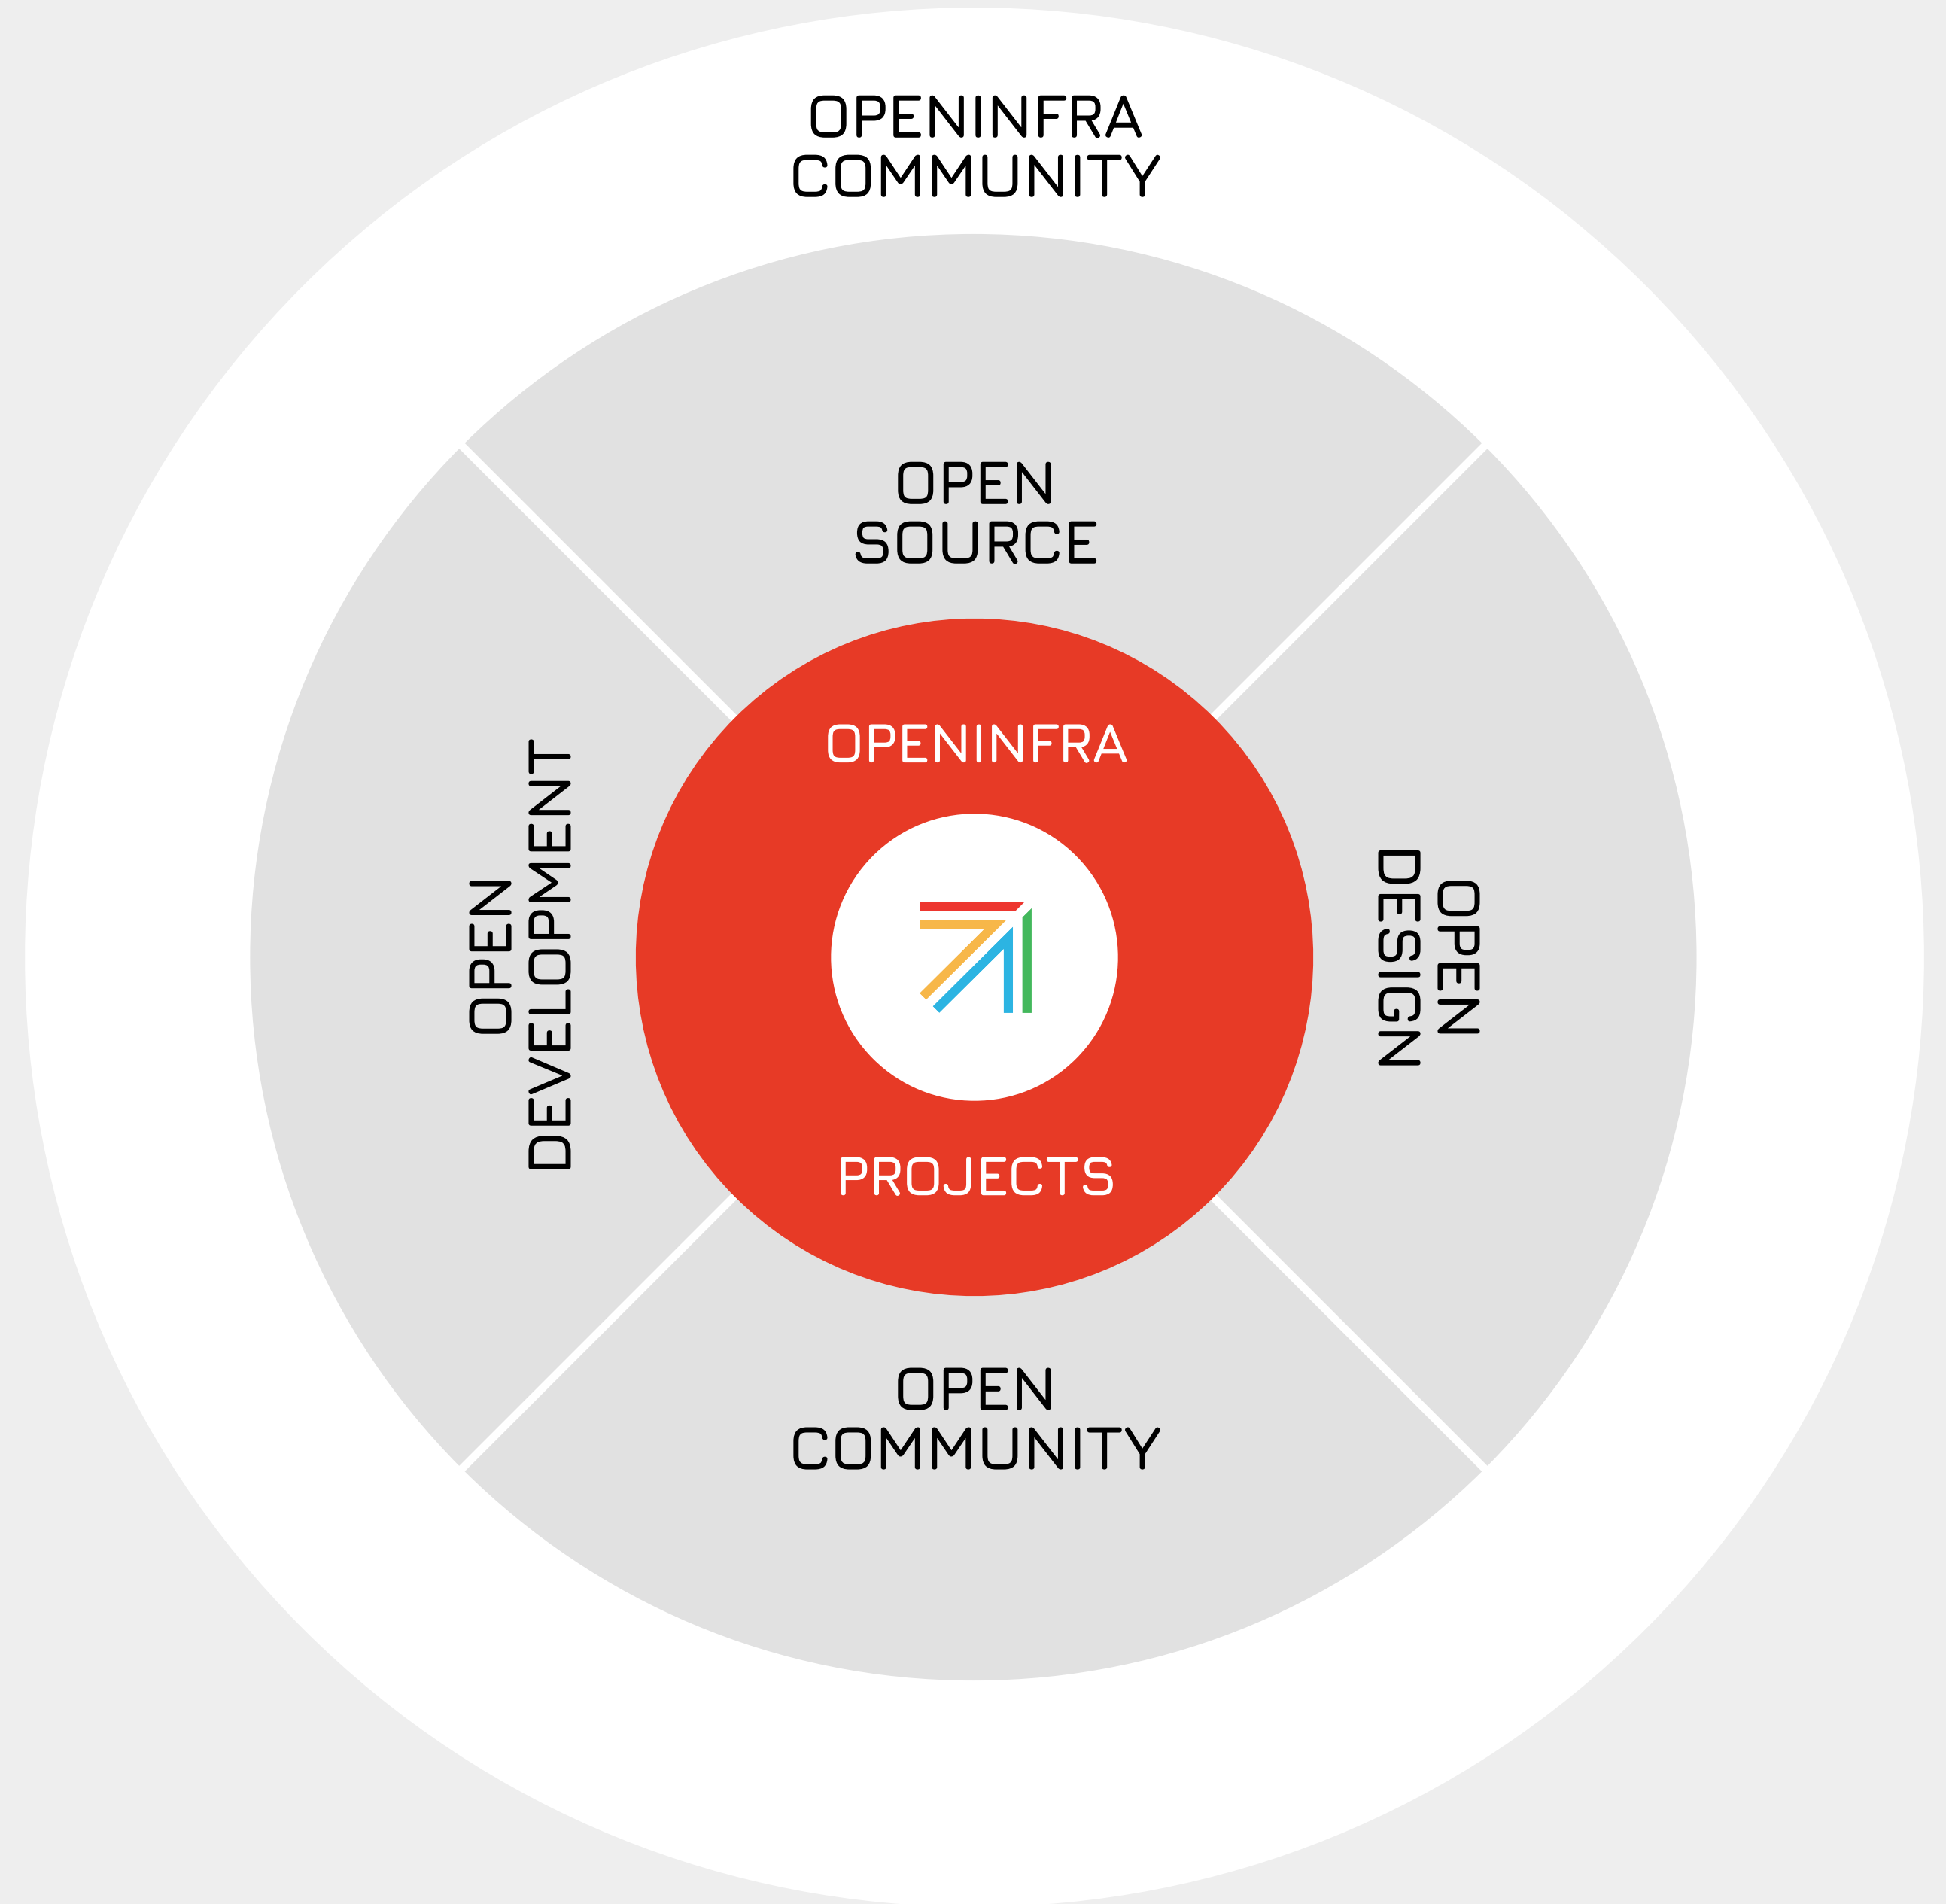 OPENINFRA
COMMUNITY
OPEN
SOURCE
OPENINFRA
OPEN
DEVELOPMENT
OPEN
DESIGN
PROJECTS
OPEN
COMMUNITY